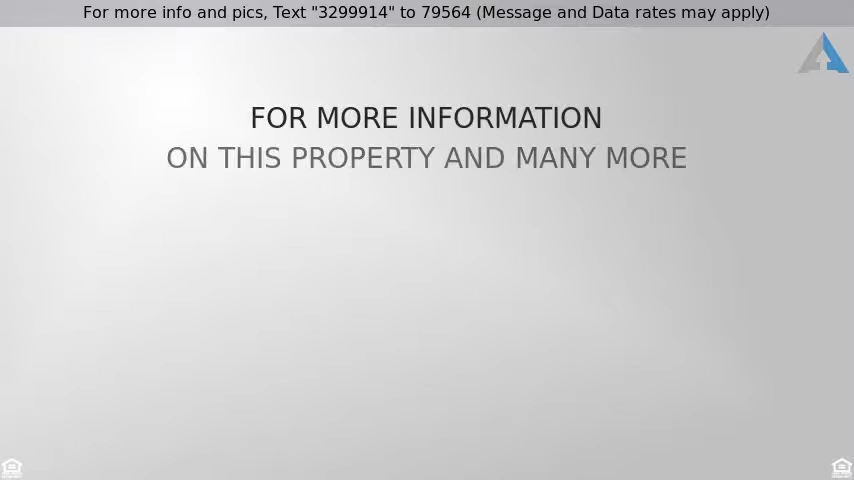 For more info and pics, Text "3299914" to 79564 (Message and Data rates may apply)
FOR MORE INFORMATION
ON THIS PROPERTY AND MANY MORE